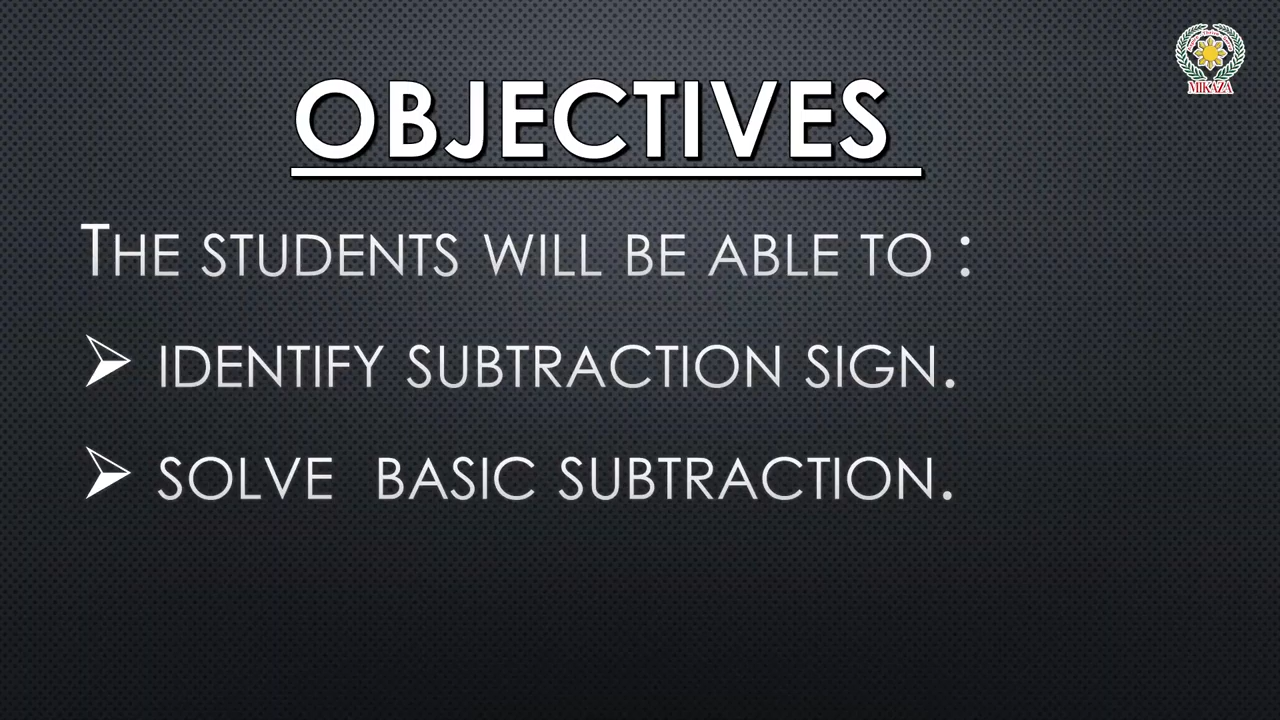 OBJECTIVES
MIKAZA
THE STUDENTS WILL BE ABLE TO :
IDENTIFY SUBTRACTION SIGN.
SOLVE BASIC SUBTRACTION.